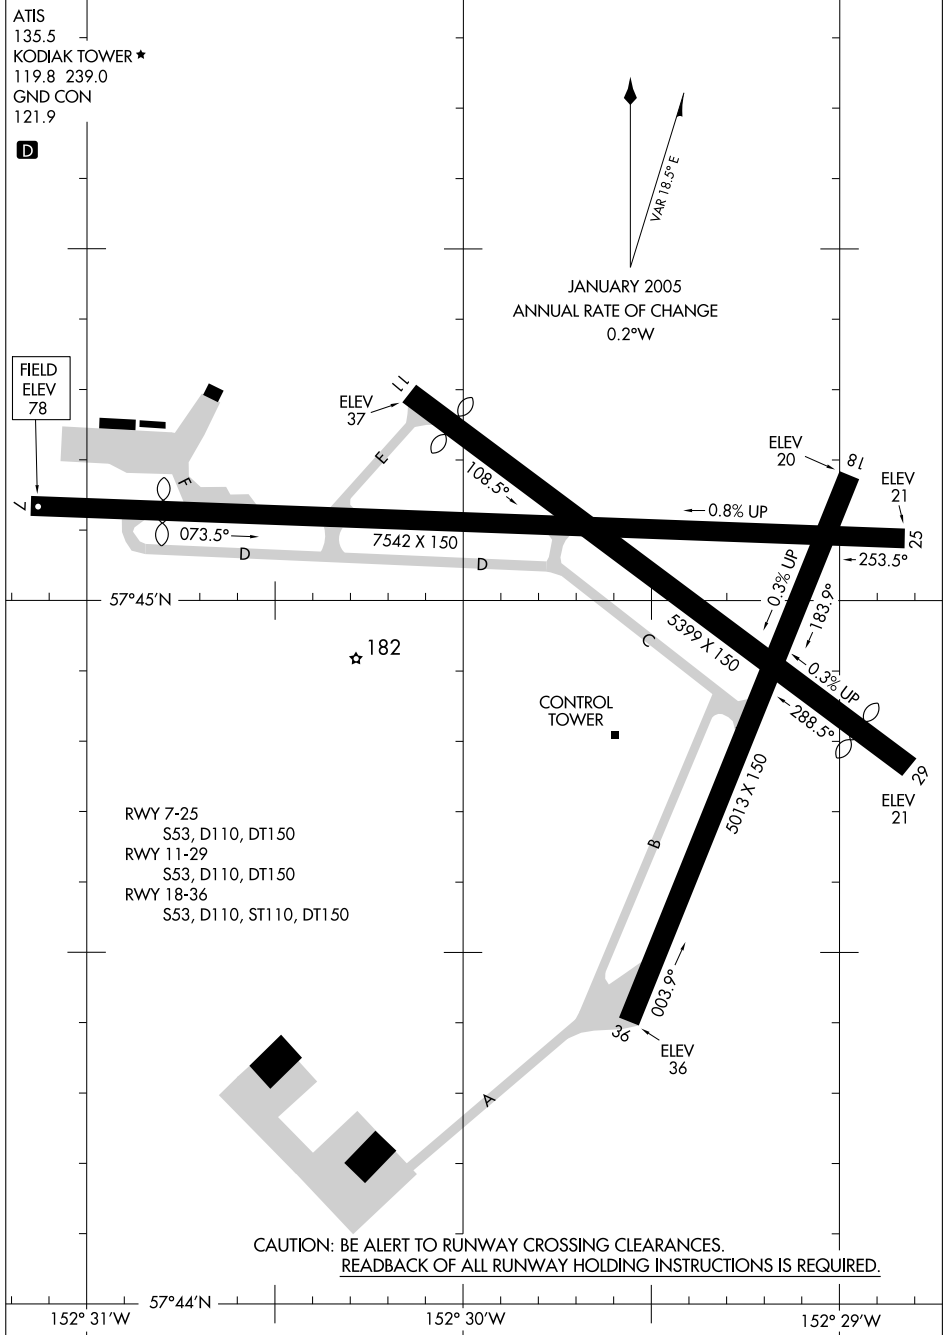 ATIS
135.5
KODIAK TOWER ★
119.8 239.0
GND CON
121.9
D
VAR 18.5° E
JANUARY 2005
ANNUAL RATE OF CHANGE
0.2°W
FIELD
ELEV
78
ELEV
37
11
ELEV
20
18
ELEV
21
25
7
F
E
108.5°
0.8% UP
073.5°
7542 X 150
253.5°
D
D
0.3% UP
183.9°
57°45'N
5399 X 150
C
182
0.3% UP
288.5°
CONTROL
TOWER
29
ELEV
21
5013 X 150
B
RWY 7-25
S53, D110, DT150
RWY 11-29
S53, D110, DT150
RWY 18-36
S53, D110, ST110, DT150
003.9°
36
ELEV
36
A
CAUTION: BE ALERT TO RUNWAY CROSSING CLEARANCES.
READBACK OF ALL RUNWAY HOLDING INSTRUCTIONS IS REQUIRED.
57°44'N
152°31'W
152°30'W
152°29'W